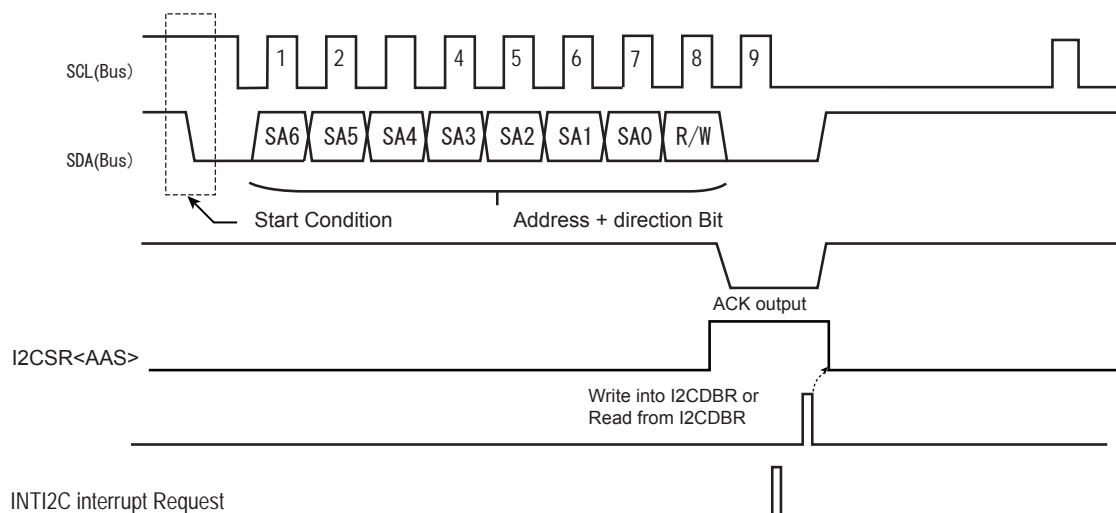 1 2 4 5 6 7 8 9
SCL(Bus)
SA6 SA5 SA4 SA3 SA2 SA1 SA0 R/W
SDA(Bus)
Start Condition Address + direction Bit
ACK output
I2CSR<AAS>
Write into I2CDBR or
Read from I2CDBR
INTI2C interrupt Request